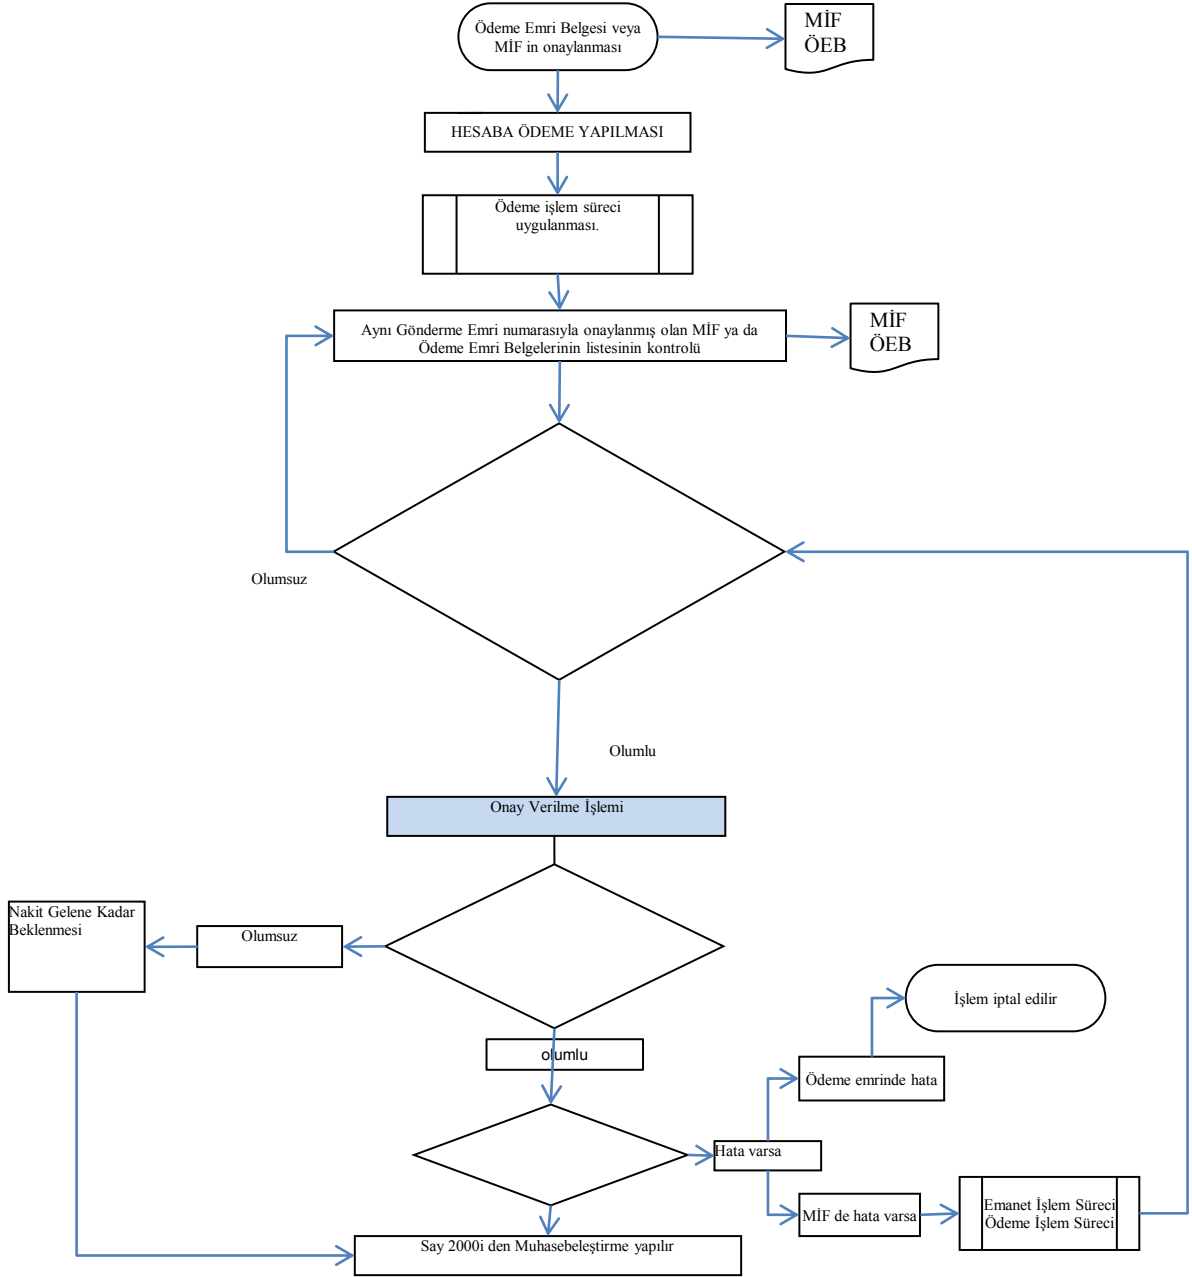 Ödeme Emri Belgesi veya
MİF in onaylanması
MİF
ÖEB
HESABA ÖDEME YAPILMASI
Ödeme işlem süreci
uygulanması.
Aynı Gönderme Emri numarasıyla onaylanmış olan MİF ya da
Ödeme Emri Belgelerinin listesinin kontrolü
MİF
ÖEB
Olumsuz
Olumlu
Onay Verilme İşlemi
Nakit Gelene Kadar
Beklenmesi
Olumsuz
İşlem iptal edilir
olumlu
Ödeme emrinde hata
Hata varsa
MİF de hata varsa
Emanet İşlem Süreci
Ödeme İşlem Süreci
Say 2000i den Muhasebeleştirme yapılır